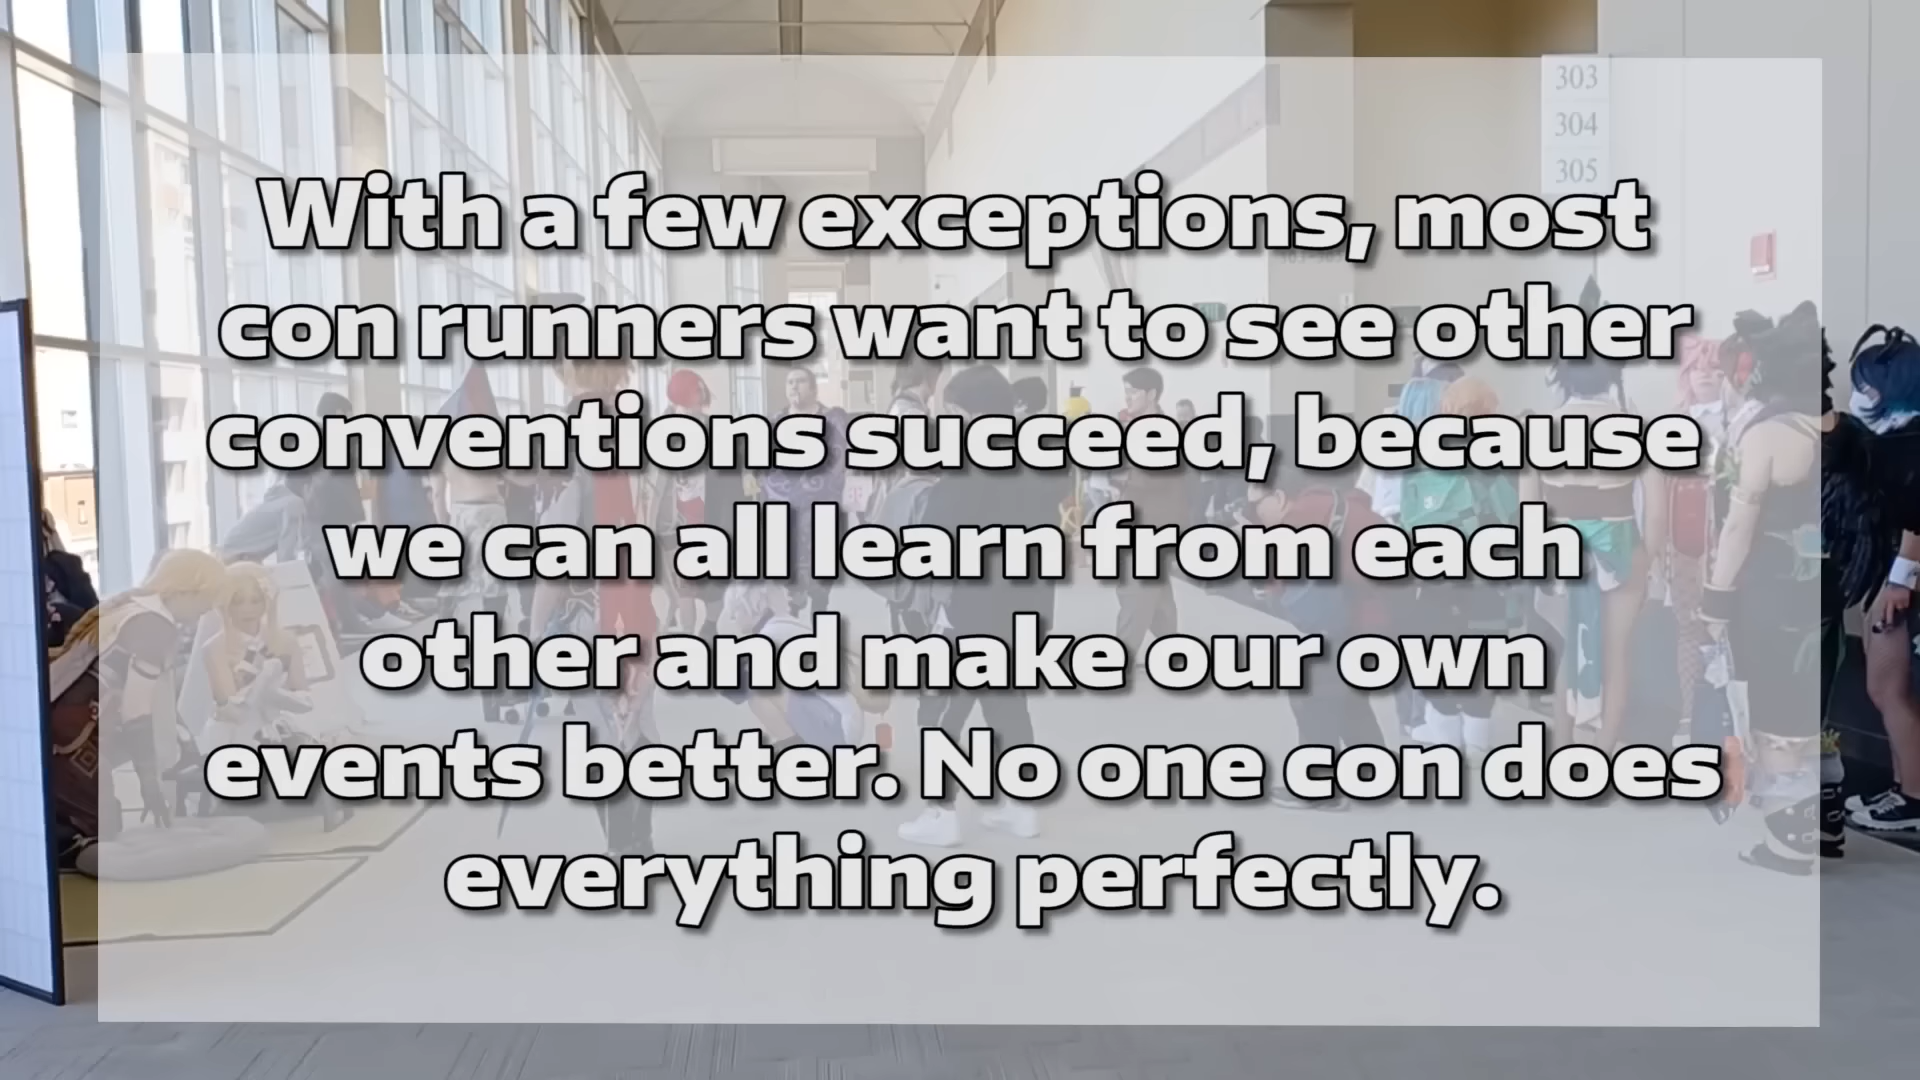 303
304
305
With a few exceptions, most
con runners want to see other
conventions succeed, because
we can all learn from each
other and make our own
events better. No one con does
everything perfectly.